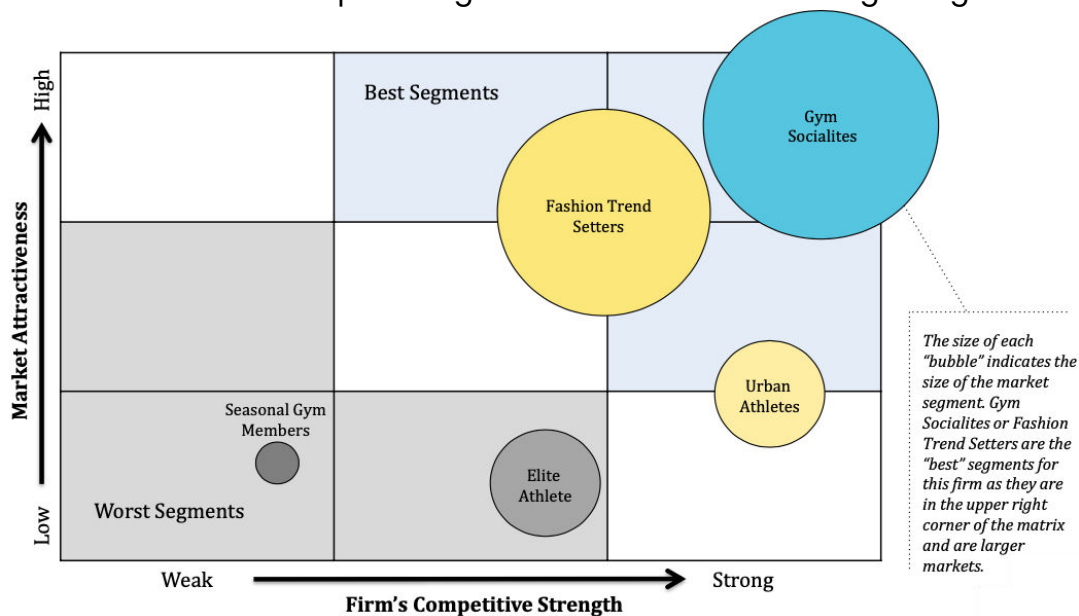 High
Best Segments
Gym
Socialites
Fashion Trend
Setters
Market Attractiveness
The size of each
“bubble” indicates the
size of the market
segment. Gym
Socialites or Fashion
Trend Setters are the
“best” segments for
this firm as they are
in the upper right
corner of the matrix
and are larger
markets.
Urban
Athletes
Seasonal Gym
Members
Elite
Athlete
Worst Segments
Low
Weak
Strong
Firm’s Competitive Strength